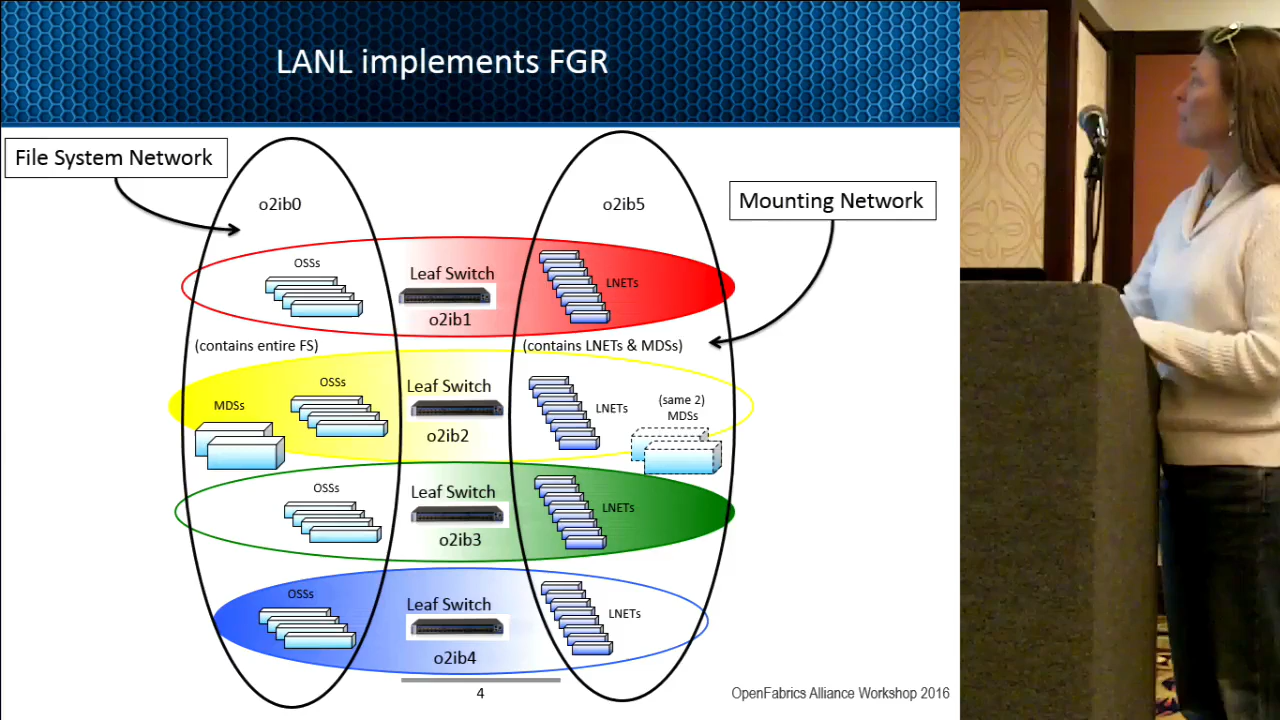 LANL implements FGR
File System Network
Mounting Network
o2ib0
o2ib5
OSSs
Leaf Switch
o2ib1
LNETs
(contains entire FS)
(contains LNETs & MDSs)
MDSs
OSSs
Leaf Switch
o2ib2
LNETs
(same 2)
MDSs
OSSs
Leaf Switch
o2ib3
LNETs
OSSs
Leaf Switch
o2ib4
LNETs
4
OpenFabrics Alliance Workshop 2016